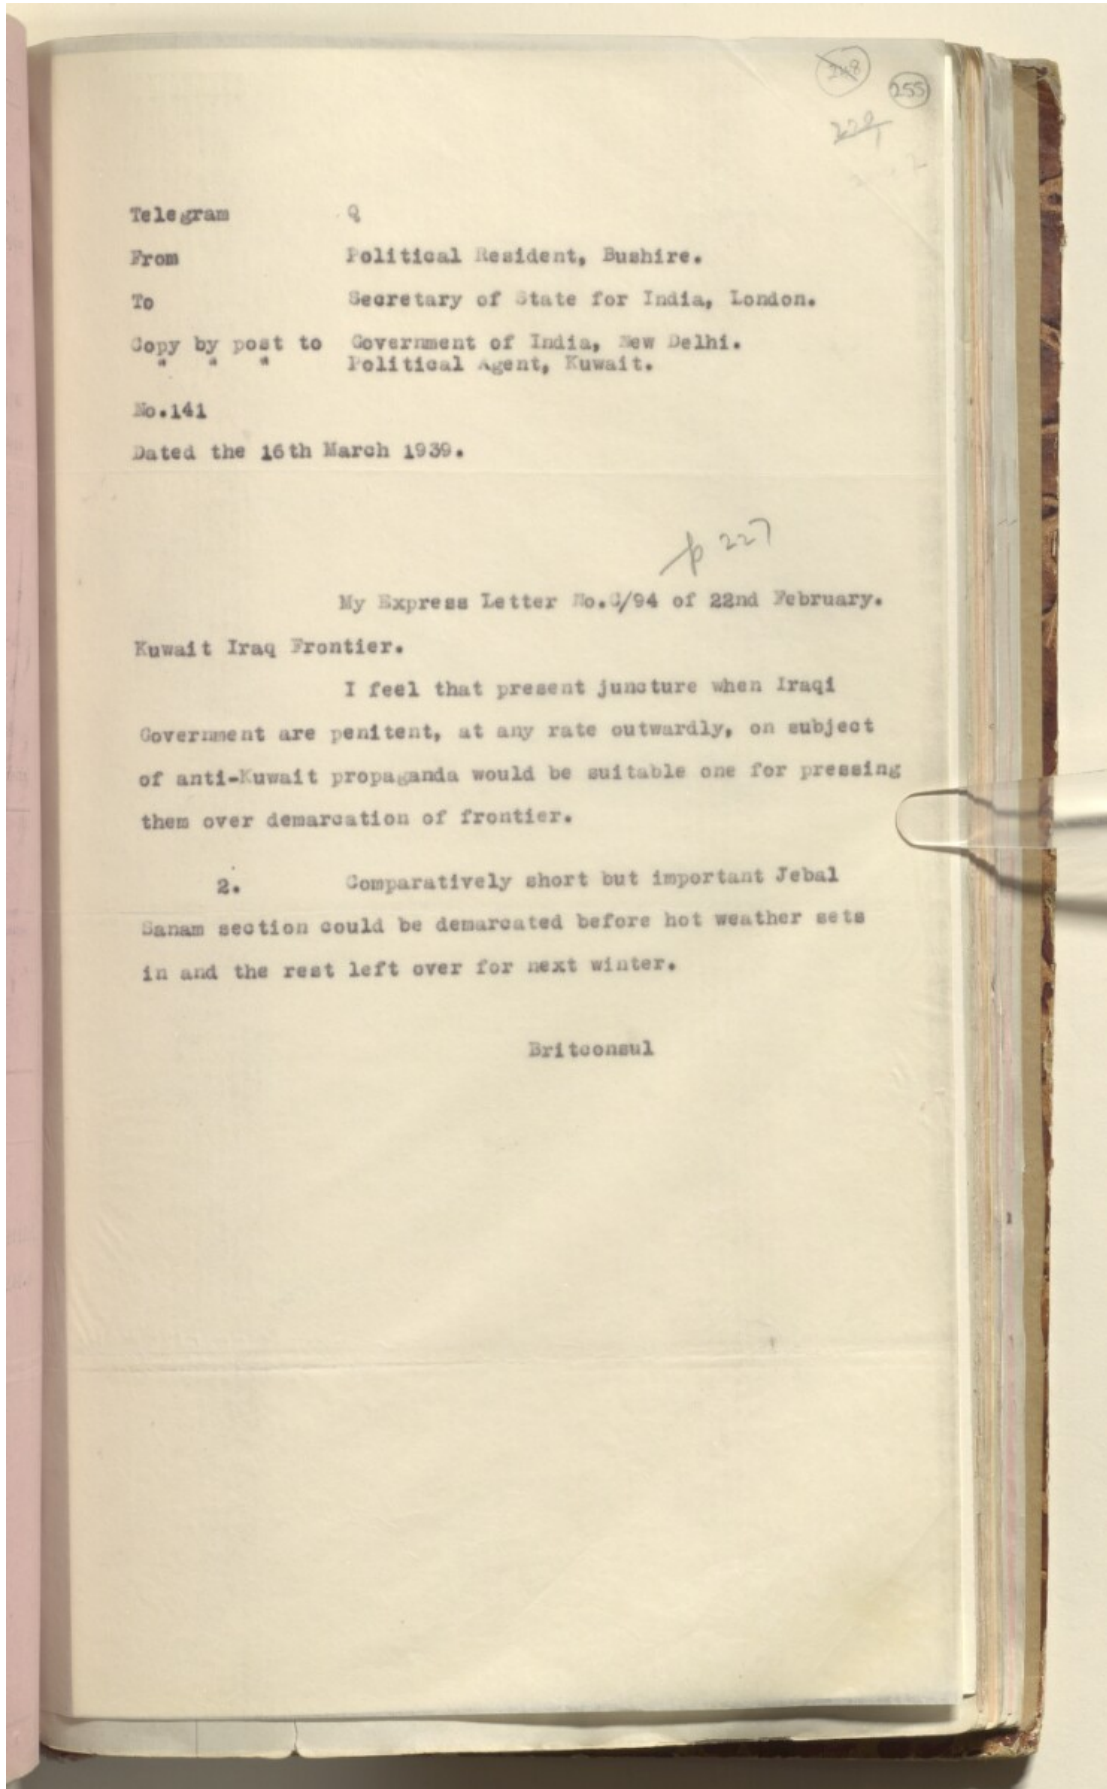 248
255
229
Telegram Q
From Political Resident, Bushire.
To Secretary of State for India, London.
Copy by post to Government of India, New Delhi.
" " " Political Agent, Kuwait.
No.141
Dated the 16th March 1939.
p 227
My Express Letter No.C/94 of 22nd February.
Kuwait Iraq Frontier.
I feel that present juncture when Iraqi
Government are penitent, at any rate outwardly, on subject
of anti-Kuwait propaganda would be suitable one for pressing
them over demarcation of frontier.
2. Comparatively short but important Jebal
Sanam section could be demarcated before hot weather sets
in and the rest left over for next winter.
Britconsul